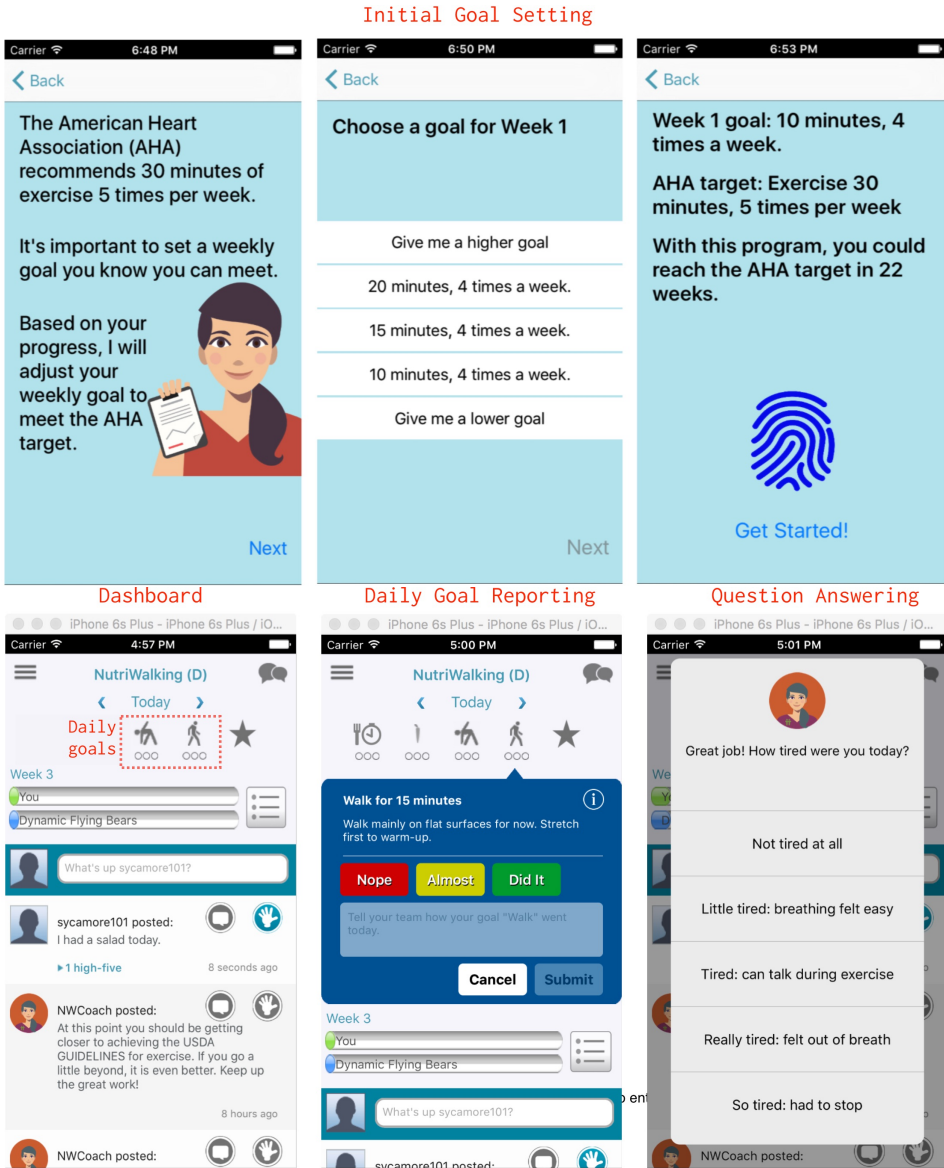 Initial Goal Setting
Carrier 6:48 PM
Back
The American Heart
Association (AHA)
recommends 30 minutes of
exercise 5 times per week.
It's important to set a weekly
goal you know you can meet.
Based on your
progress, I will
adjust your
weekly goal to
meet the AHA
target.
Next
Carrier 6:50 PM
Back
Choose a goal for Week 1
Give me a higher goal
20 minutes, 4 times a week.
15 minutes, 4 times a week.
10 minutes, 4 times a week.
Give me a lower goal
Next
Carrier 6:53 PM
Back
Week 1 goal: 10 minutes, 4
times a week.
AHA target: Exercise 30
minutes, 5 times per week
With this program, you could
reach the AHA target in 22
weeks.
Get Started!
Dashboard
iPhone 6s Plus - iPhone 6s Plus / iO...
Carrier 4:57 PM
NutriWalking (D)
Today
Daily
goals
Week 3
You
Dynamic Flying Bears
What's up sycamore101?
sycamore101 posted:
I had a salad today.
1 high-five 8 seconds ago
NWCoach posted:
At this point you should be getting
closer to achieving the USDA
GUIDELINES for exercise. If you go a
little beyond, it is even better. Keep up
the great work!
8 hours ago
NWCoach posted:
Daily Goal Reporting
iPhone 6s Plus - iPhone 6s Plus / iO...
Carrier 5:00 PM
NutriWalking (D)
Today
Walk for 15 minutes
Walk mainly on flat surfaces for now. Stretch
first to warm-up.
Nope Almost Did It
Tell your team how your goal "Walk" went
today.
Cancel Submit
Week 3
You
Dynamic Flying Bears
What's up sycamore101?
sycamore101 posted:
Question Answering
iPhone 6s Plus - iPhone 6s Plus / iO...
Carrier 5:01 PM
Great job! How tired were you today?
We
Yo
D
Not tired at all
Little tired: breathing felt easy
Tired: can talk during exercise
Really tired: felt out of breath
So tired: had to stop
NWCoach posted: